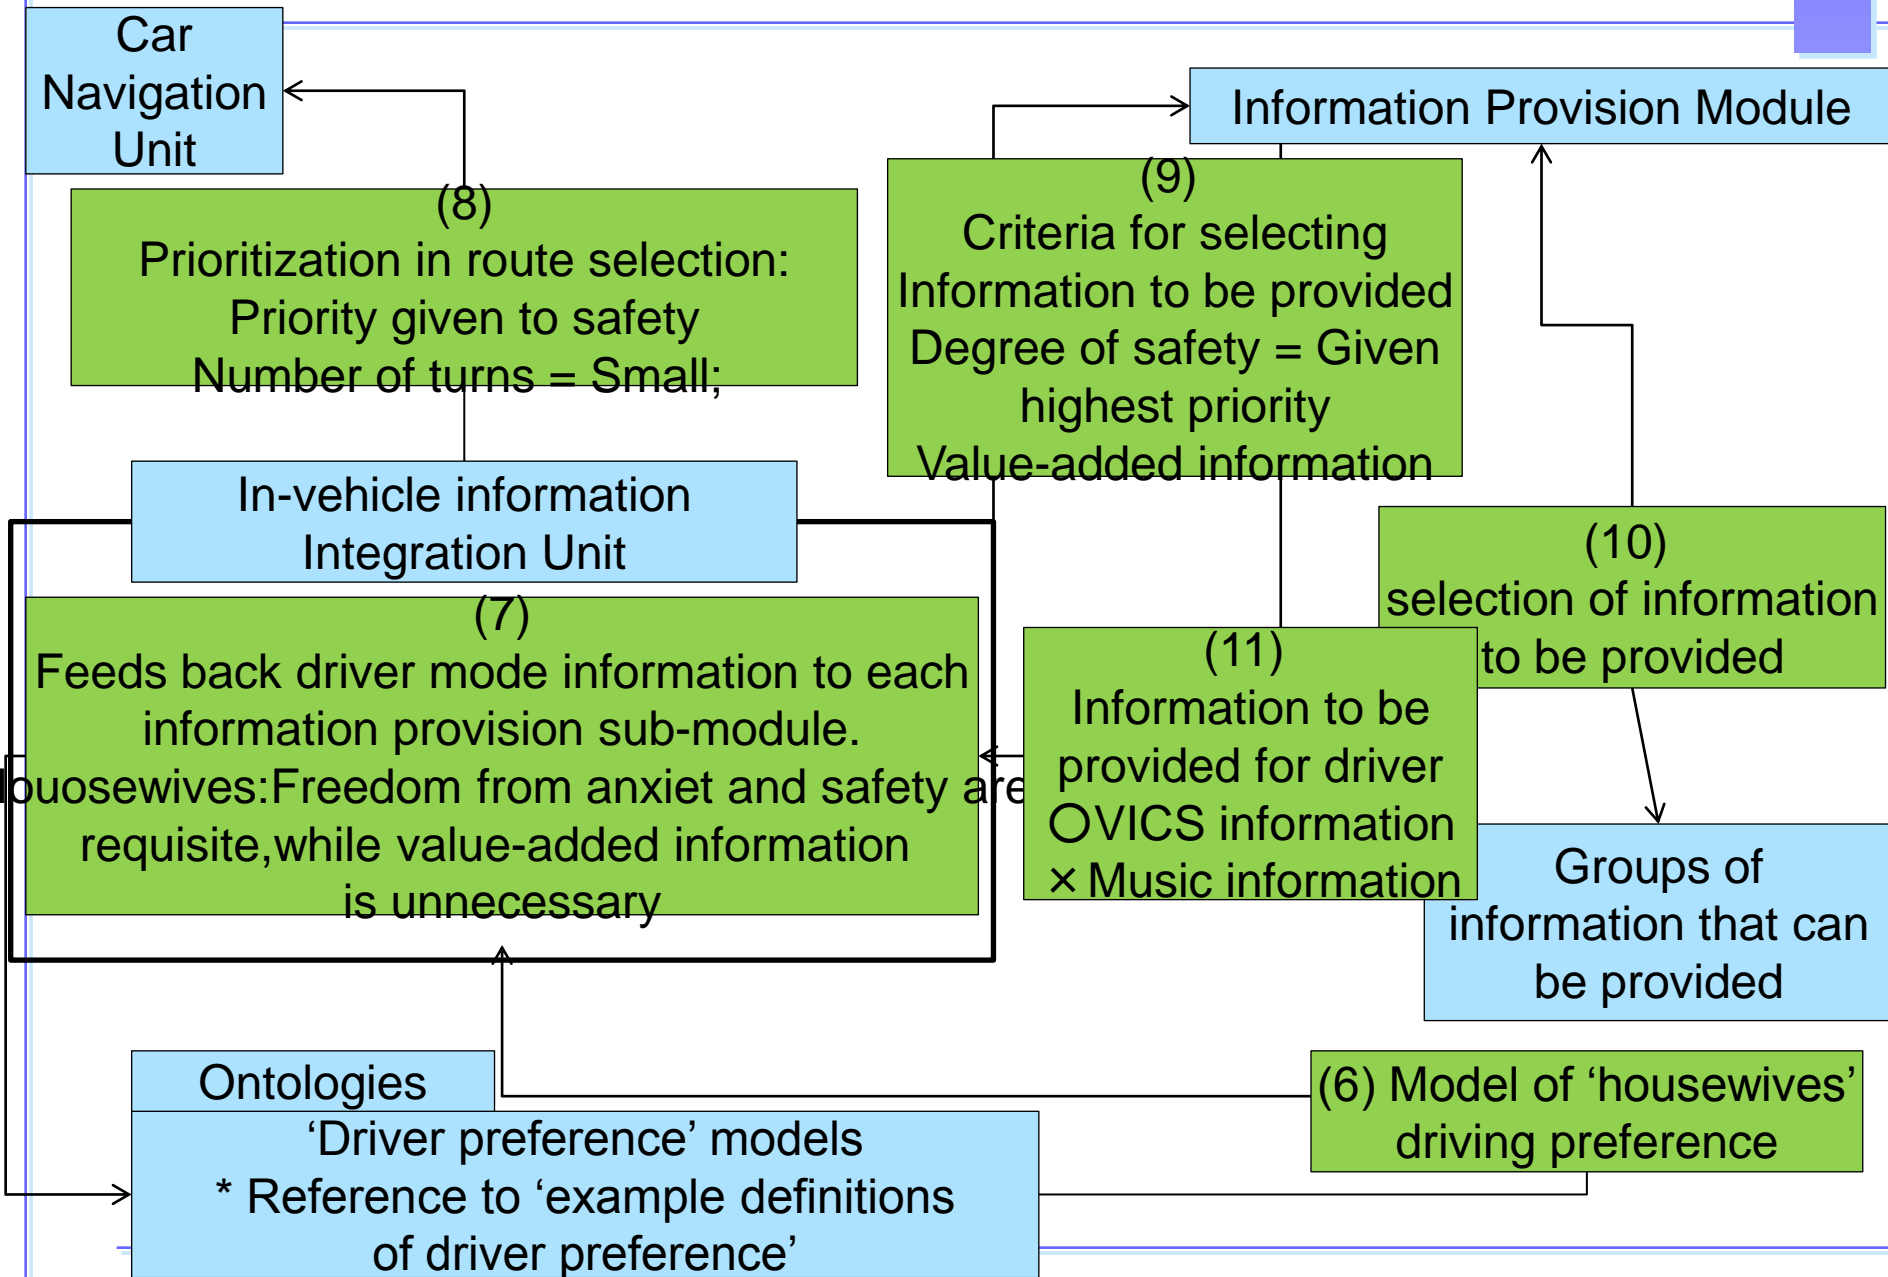 Car
Navigation
Unit
Information Provision Module
(8)
Prioritization in route selection:
Priority given to safety
Number of turns = Small;
(9)
Criteria for selecting
Information to be provided
Degree of safety = Given
highest priority
Value-added information
In-vehicle information
Integration Unit
(10)
selection of information
to be provided
(7)
Feeds back driver mode information to each
information provision sub-module.
ouosewives:Freedom from anxiet and safety are
requisite,while value-added information
is unnecessary
(11)
Information to be
provided for driver
〇VICS information
×Music information
Groups of
information that can
be provided
Ontologies
‘Driver preference’ models
* Reference to ‘example definitions
of driver preference’
(6) Model of ‘housewives’
driving preference